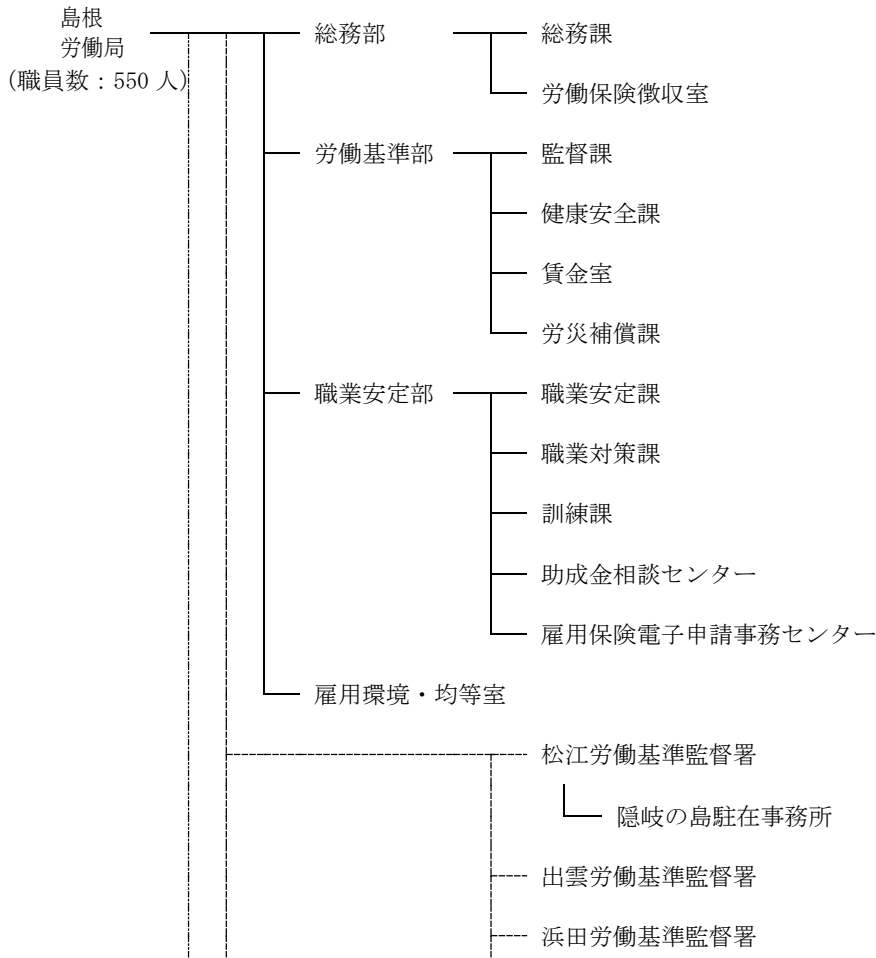 島根
労働局
(職員数：550 人)
総務部
総務課
労働保険徴収室
労働基準部
監督課
健康安全課
賃金室
労災補償課
職業安定部
職業安定課
職業対策課
訓練課
助成金相談センター
雇用保険電子申請事務センター
雇用環境・均等室
松江労働基準監督署
隠岐の島駐在事務所
出雲労働基準監督署
浜田労働基準監督署